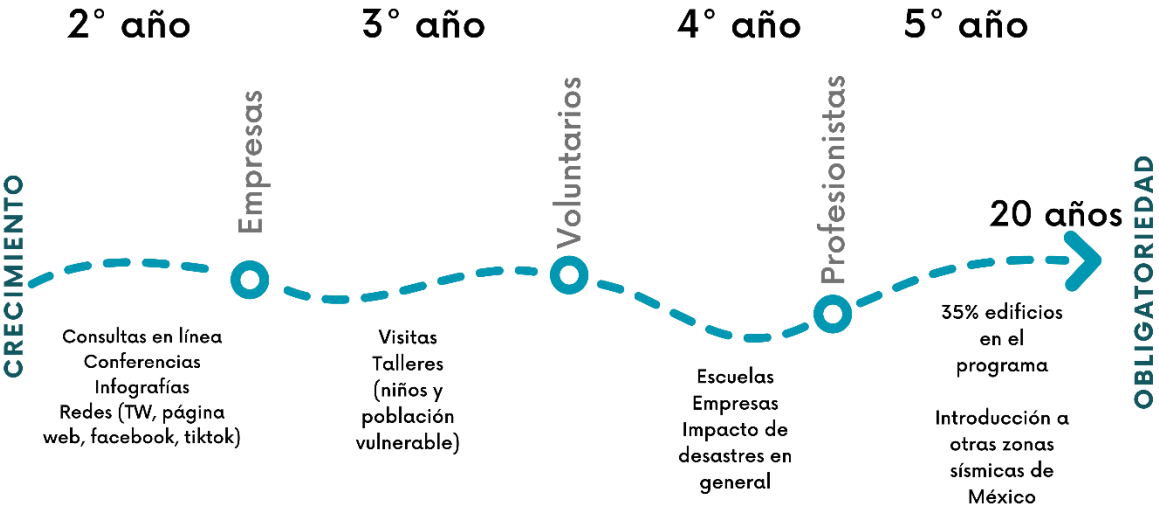 2° año
3° año
4° año
5° año
CRECIMIENTO
Empresas
Voluntarios
Profesionistas
20 años
OBLIGATORIEDAD
Consultas en línea
Conferencias
Infografías
Redes (TW, página
web, facebook, tiktok)
Visitas
Talleres
(niños y
población
vulnerable)
Escuelas
Empresas
Impacto de
desastres en
general
35% edificios
en el
programa
Introducción a
otras zonas
sísmicas de
México